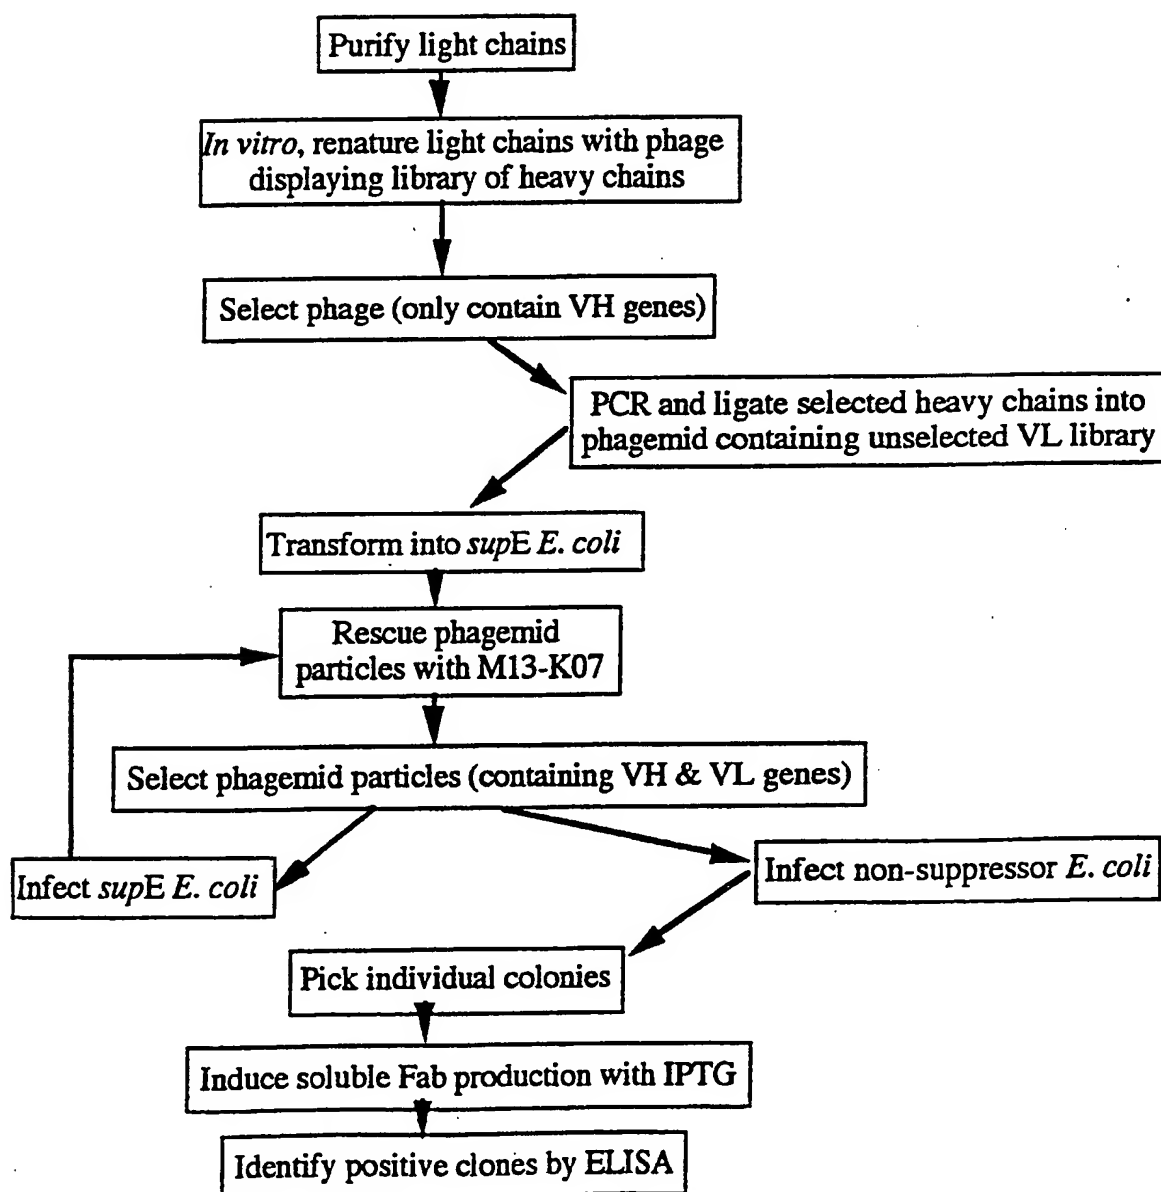 Purify light chains
In vitro, renature light chains with phage
displaying library of heavy chains
Select phage (only contain VH genes)
PCR and ligate selected heavy chains into
phagemid containing unselected VL library
Transform into supE E. coli
Rescue phagemid
particles with M13-K07
Select phagemid particles (containing VH & VL genes)
Infect supE E. coli
Infect non-suppressor E. coli
Pick individual colonies
Induce soluble Fab production with IPTG
Identify positive clones by ELISA